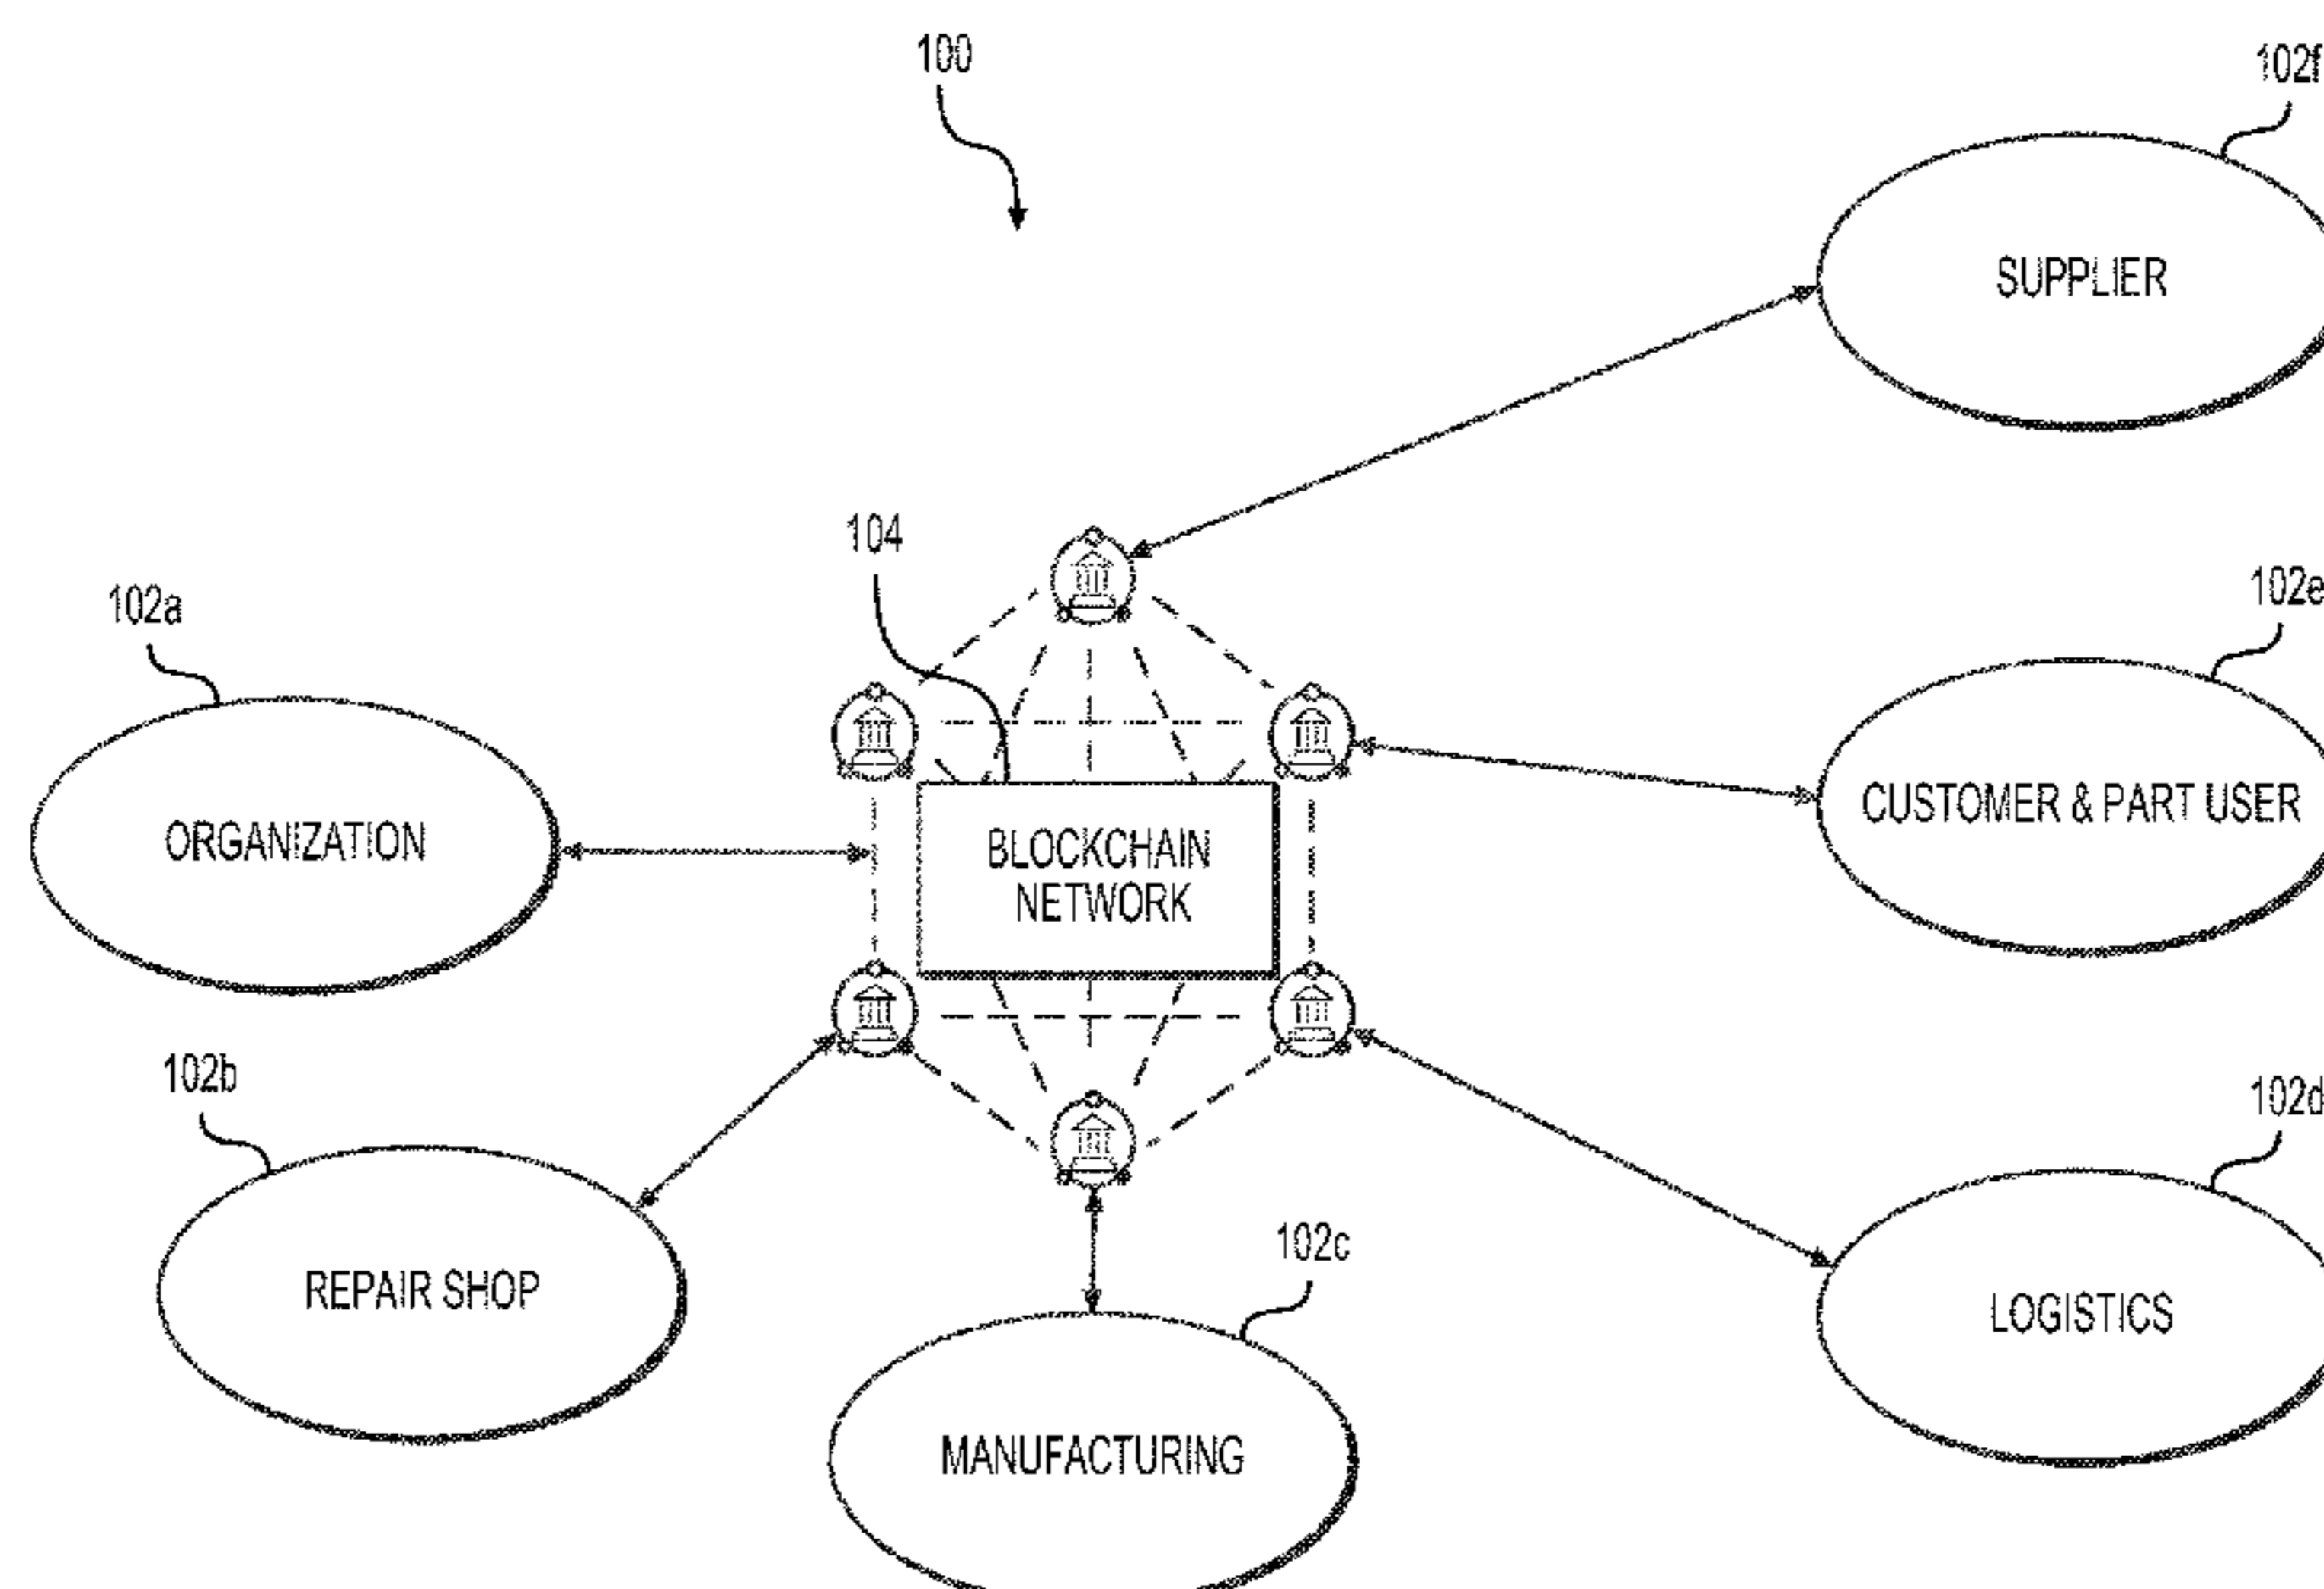 100
102f
SUPPLIER
104
102a
102e
ORGANIZATION
BLOCKCHAIN
NETWORK
CUSTOMER & PART USER
102b
102d
REPAIR SHOP
102c
LOGISTICS
MANUFACTURING